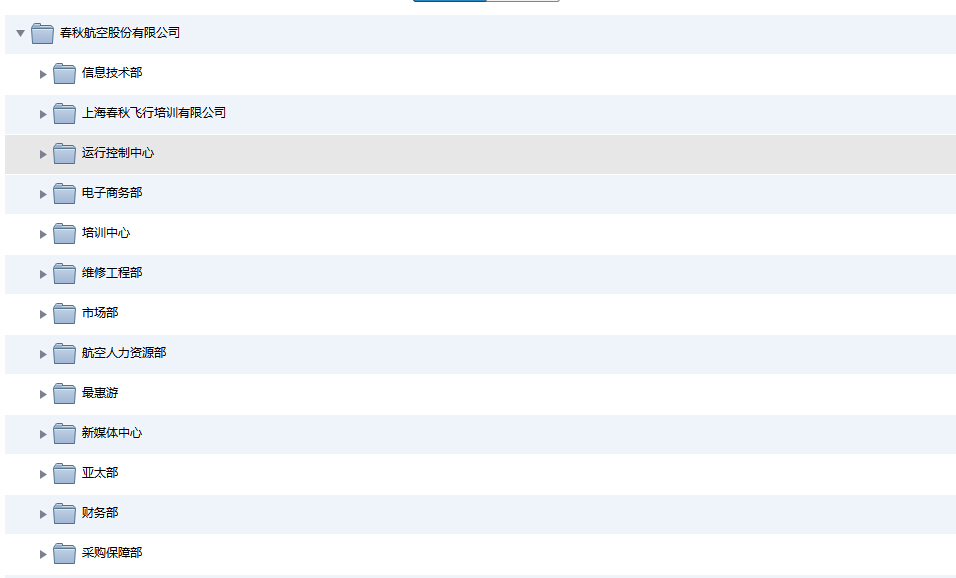 春秋航空股份有限公司
信息技术部
上海春秋飞行培训有限公司
运行控制中心
电子商务部
培训中心
维修工程部
市场部
航空人力资源部
最惠游
新媒体中心
亚太部
财务部
采购保障部